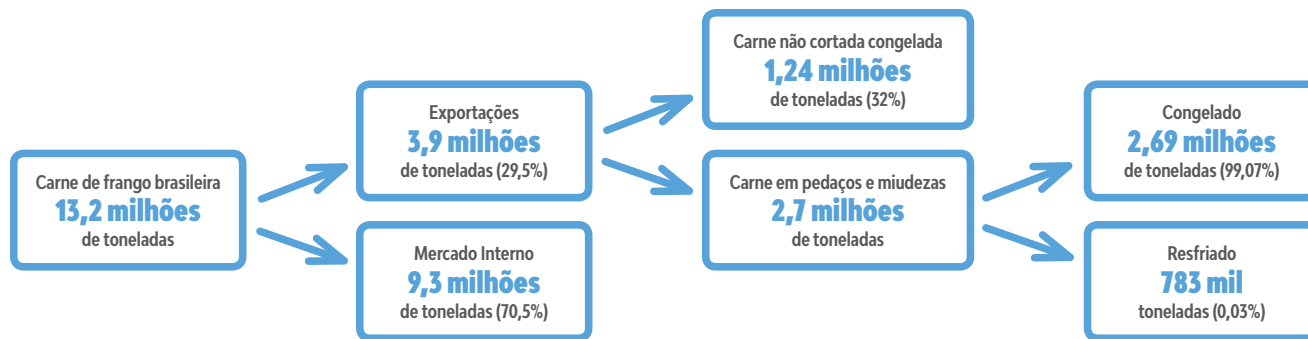 Carne de frango brasileira
13,2 milhões
de toneladas
Exportações
3,9 milhões
de toneladas (29,5%)
Mercado Interno
9,3 milhões
de toneladas (70,5%)
Carne não cortada congelada
1,24 milhões
de toneladas (32%)
Carne em pedaços e miudezas
2,7 milhões
de toneladas
Congelado
2,69 milhões
de toneladas (99,07%)
Resfriado
783 mil
toneladas (0,03%)